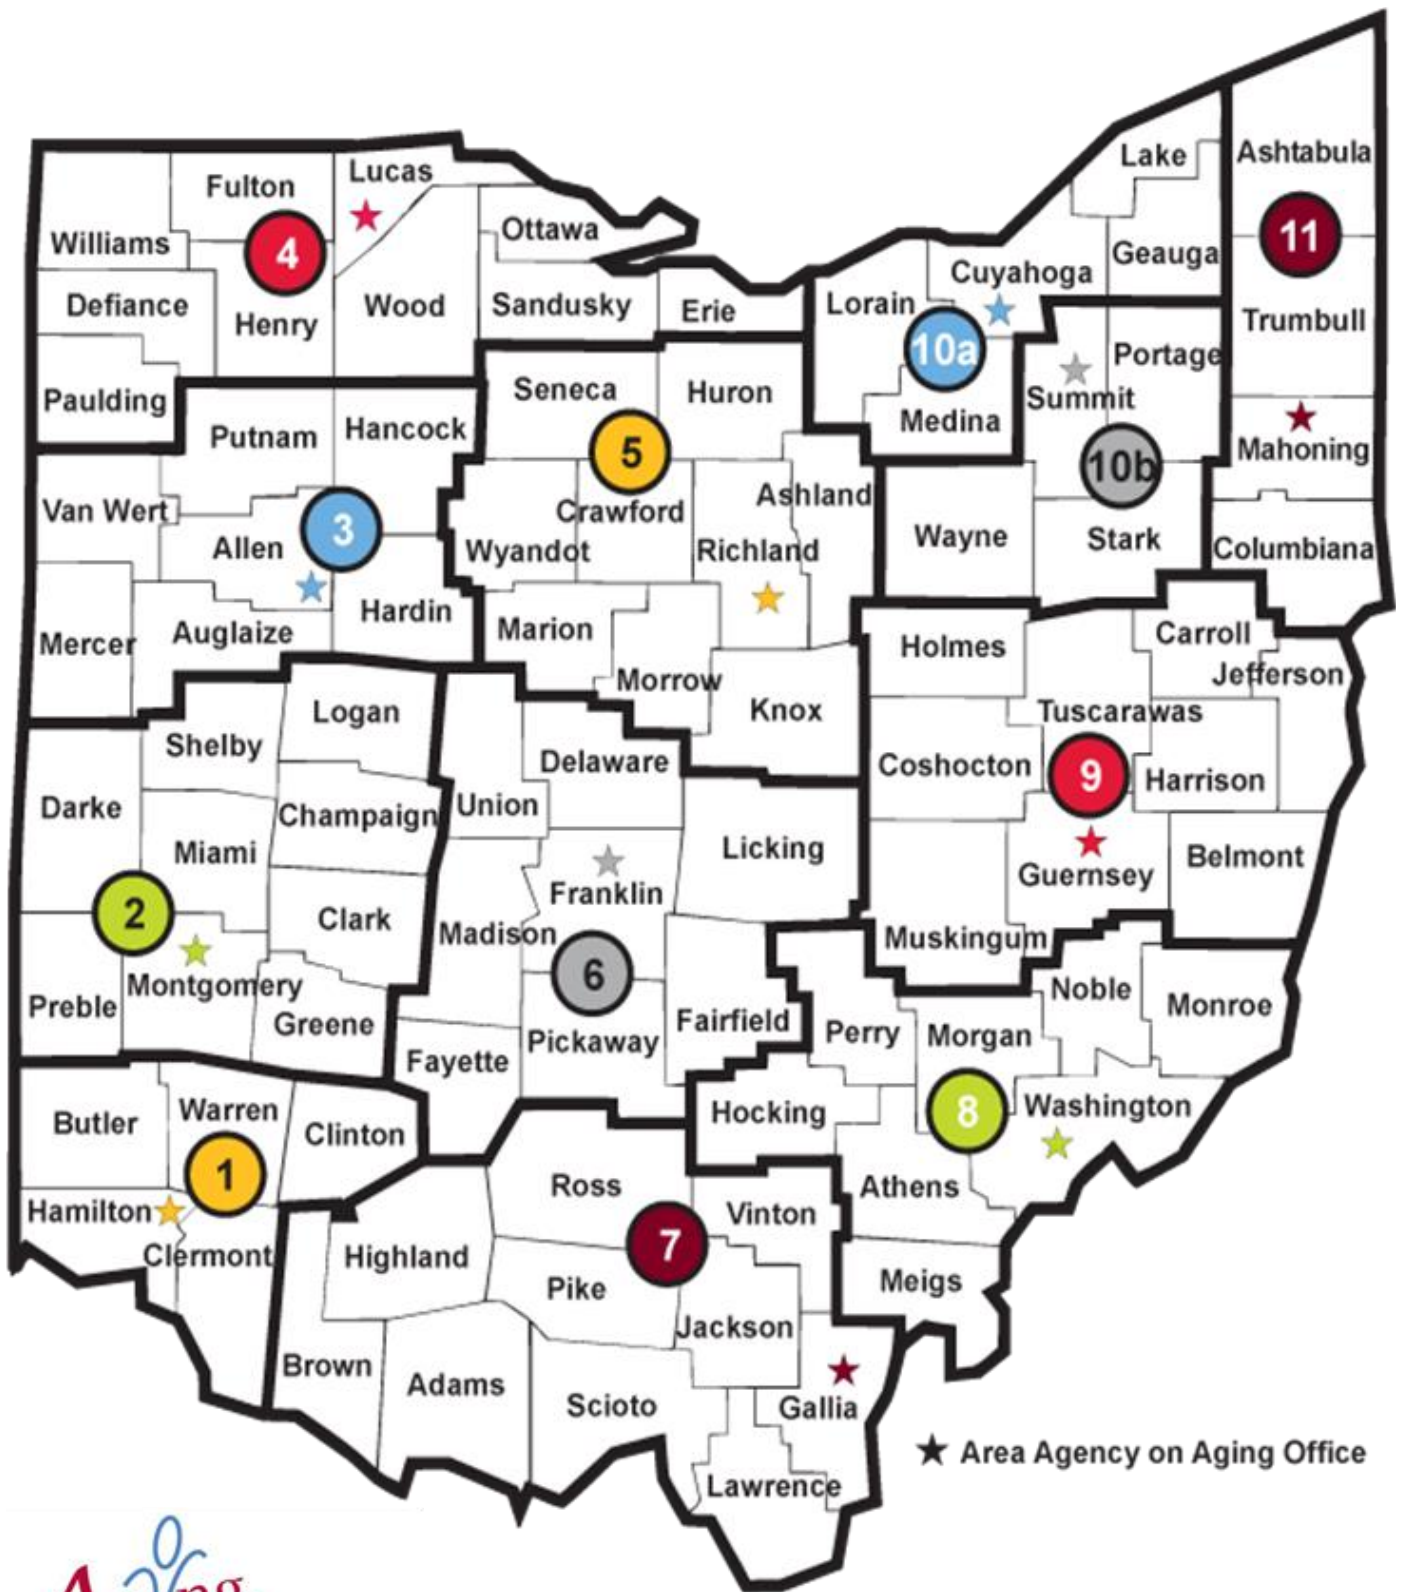 Lake
Ashtabula
Lucas
Fulton
11
Ottawa
Williams
4
Geauga
Cuyahoga
Defiance
Wood
Sandusky
Erie
Lorain
Henry
Trumbull
10a
Portage
Paulding
Seneca
Huron
Summit
Medina
Putnam
Hancock
Mahoning
5
10b
Ashland
Van Wert
Crawford
3
Wayne
Stark
Allen
Wyandot
Richland
Columbiana
Hardin
Marion
Auglaize
Mercer
Holmes
Carroll
Jefferson
Morrow
Logan
Knox
Tuscarawas
Shelby
Delaware
Coshocton
9
Harrison
Darke
Union
Champaign
Miami
Licking
Belmont
Guernsey
Franklin
2
Clark
Madison
Muskingum
6
Montgomery
Noble
Preble
Monroe
Greene
Fairfield
Perry
Morgan
Pickaway
Fayette
Warren
Hocking
8
Washington
Butler
Clinton
1
Ross
Athens
Hamilton
Vinton
7
Clermont
Highland
Meigs
Pike
Jackson
Brown
Adams
Scioto
Gallia
Area Agency on Aging Office
Lawrence